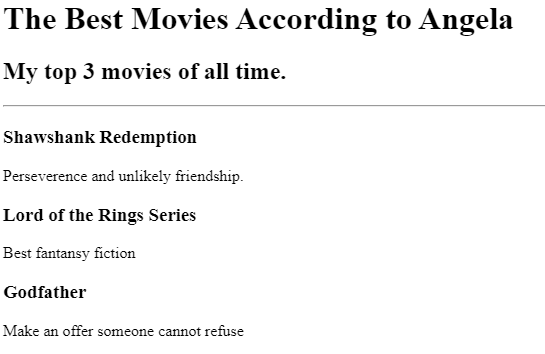 The Best Movies According to Angela
My top 3 movies of all time.
Shawshank Redemption
Perseverence and unlikely friendship.
Lord of the Rings Series
Best fantansy fiction
Godfather
Make an offer someone cannot refuse